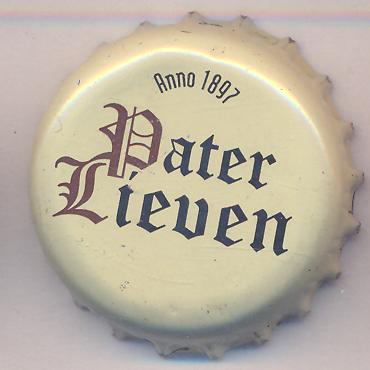 Anno 1897
Pater
Lieven